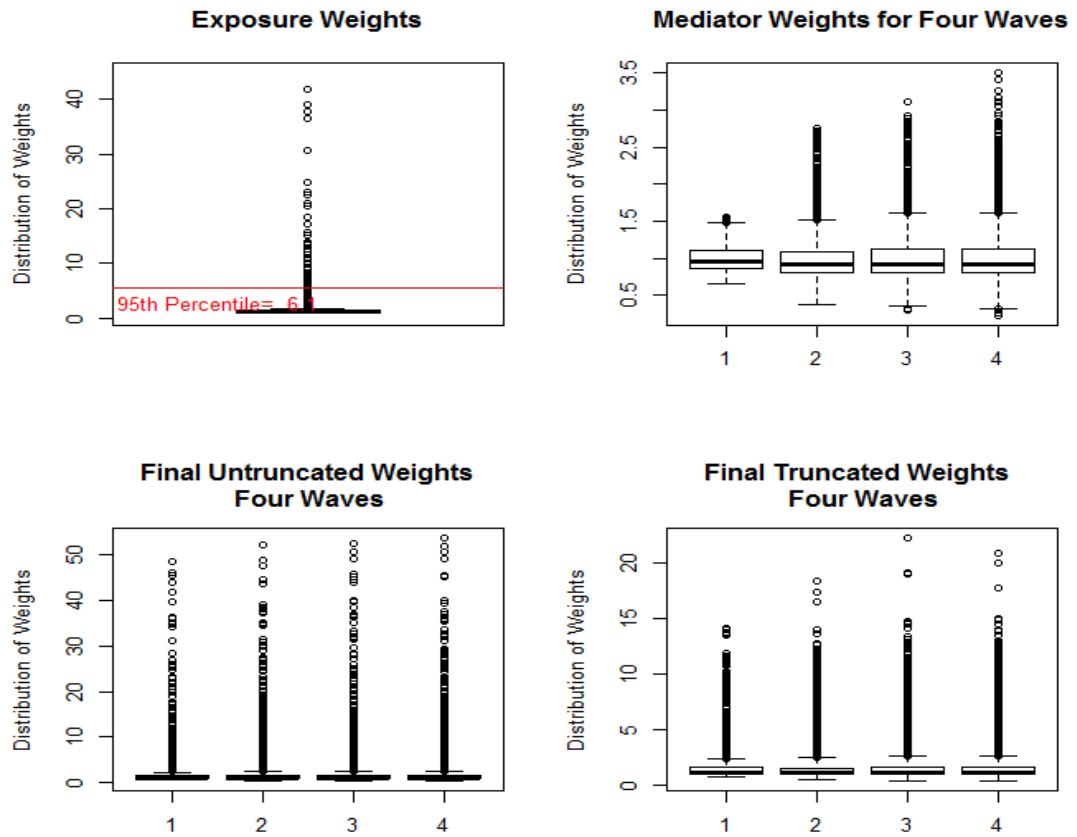 Exposure Weights
Distribution of Weights
40
30
20
10
0
95th Percentile= 6.1
Mediator Weights for Four Waves
Distribution of Weights
3.5
2.5
1.5
0.5
1 2 3 4
Final Untruncated Weights
Four Waves
Distribution of Weights
50
40
30
20
10
0
1 2 3 4
Final Truncated Weights
Four Waves
Distribution of Weights
20
15
10
5
0
1 2 3 4